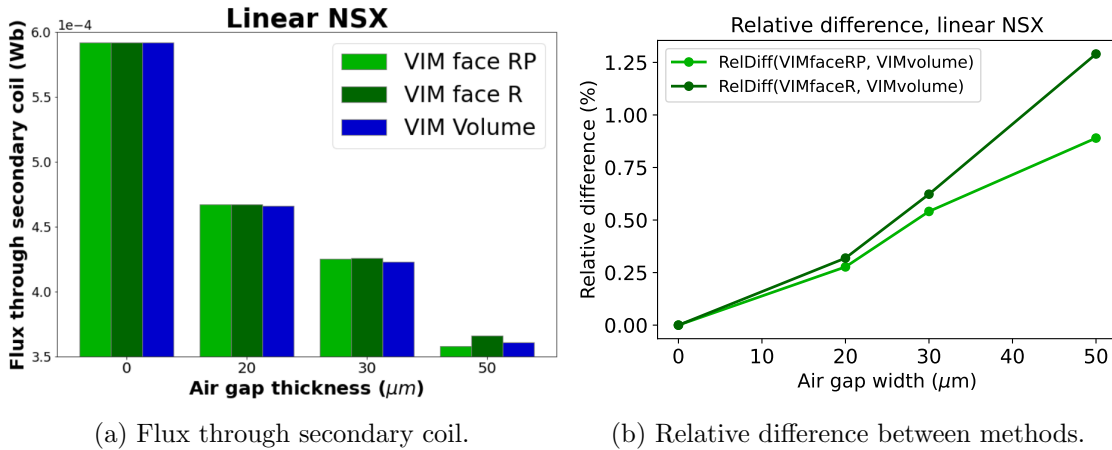 Linear NSX
1e−4
Flux through secondary coil (Wb)
6.0
5.5
5.0
4.5
4.0
3.5
VIM face RP
VIM face R
VIM Volume
0
20
30
50
Air gap thickness (μm)
(a) Flux through secondary coil.
Relative difference, linear NSX
Relative difference (%)
1.25
1.00
0.75
0.50
0.25
0.00
RelDiff(VIMfaceRP, VIMvolume)
RelDiff(VIMfaceR, VIMvolume)
0
10
20
30
40
50
Air gap width (μm)
(b) Relative difference between methods.